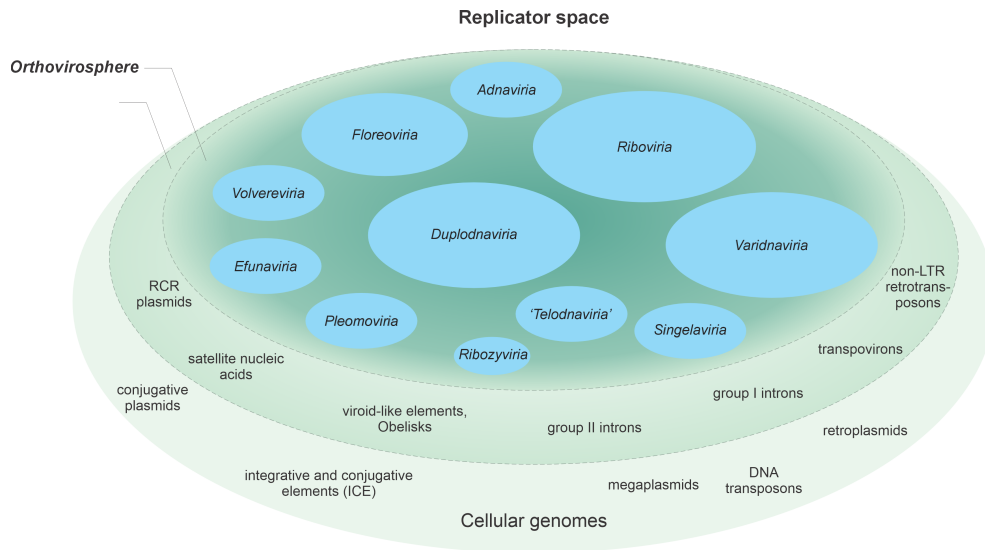 Replicator space
Orthovirosphere
Adnaviria
Floreoviria
Riboviria
Volvereviria
Duplodnaviria
Varidnaviria
Efunaviria
RCR
plasmids
non-LTR
retrotrans-
posons
Pleomoviria
‘Telodnaviria’
Singelaviria
Ribozyviria
satellite nucleic
acids
transpovirons
conjugative
plasmids
viroid-like elements,
Obelisks
group II introns
group I introns
retroplasmids
integrative and conjugative
elements (ICE)
megaplasmids
DNA
transposons
Cellular genomes